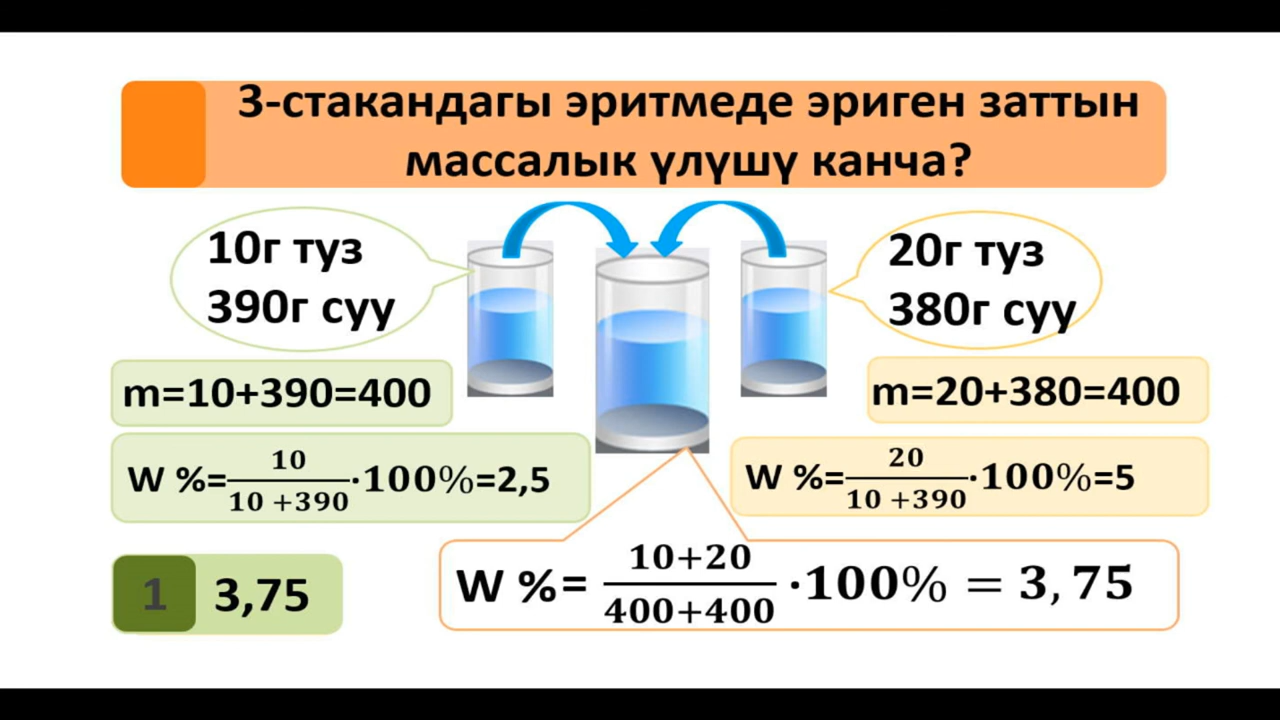 3-стакандагы эритмеде эриген заттын
массалык үлүшү канча?
10г туз
390г суу
20г туз
380г суу
m=10+390=400
m=20+380=400
W %=10/10 +390·100%=2,5
W %=20/10 +390·100%=5
W %= 10+20/400+400·100% = 3, 75
1 3,75